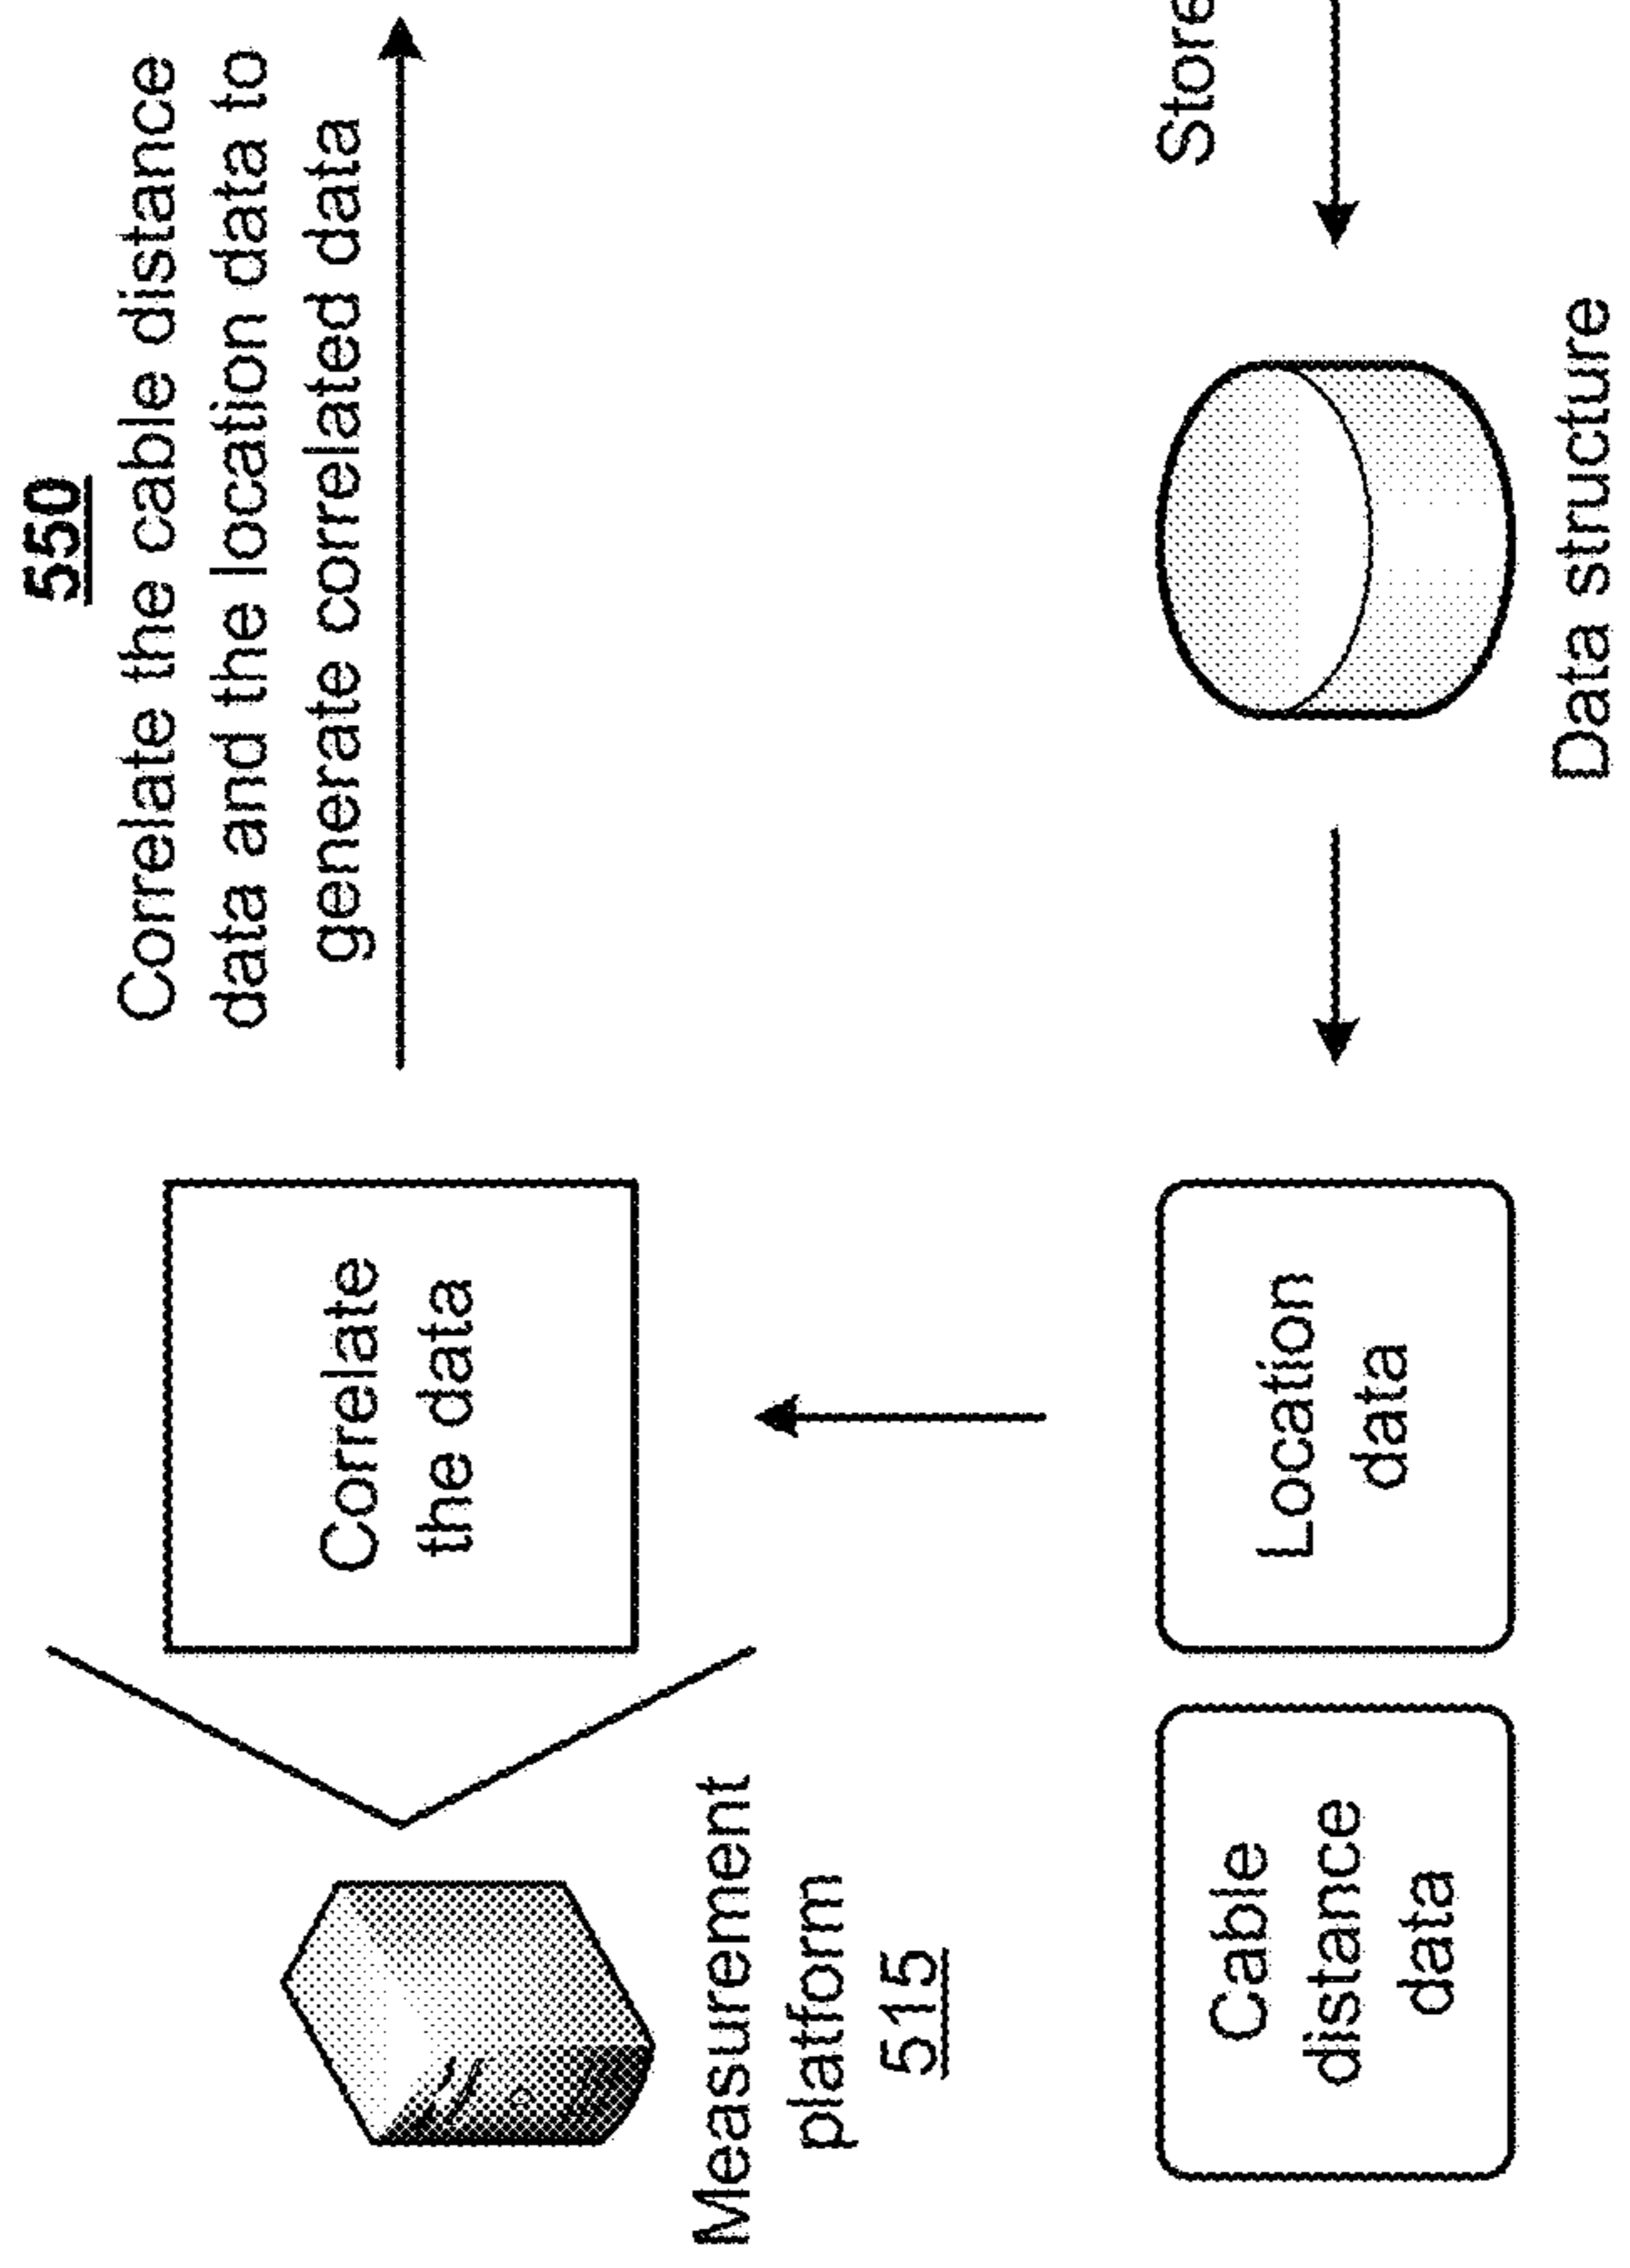 550
Correlate the cable distance
data and the location data to
generate correlated data
Correlate
the data
Measurement
platform
515
Store
Data structure
Location
data
Cable
distance
data